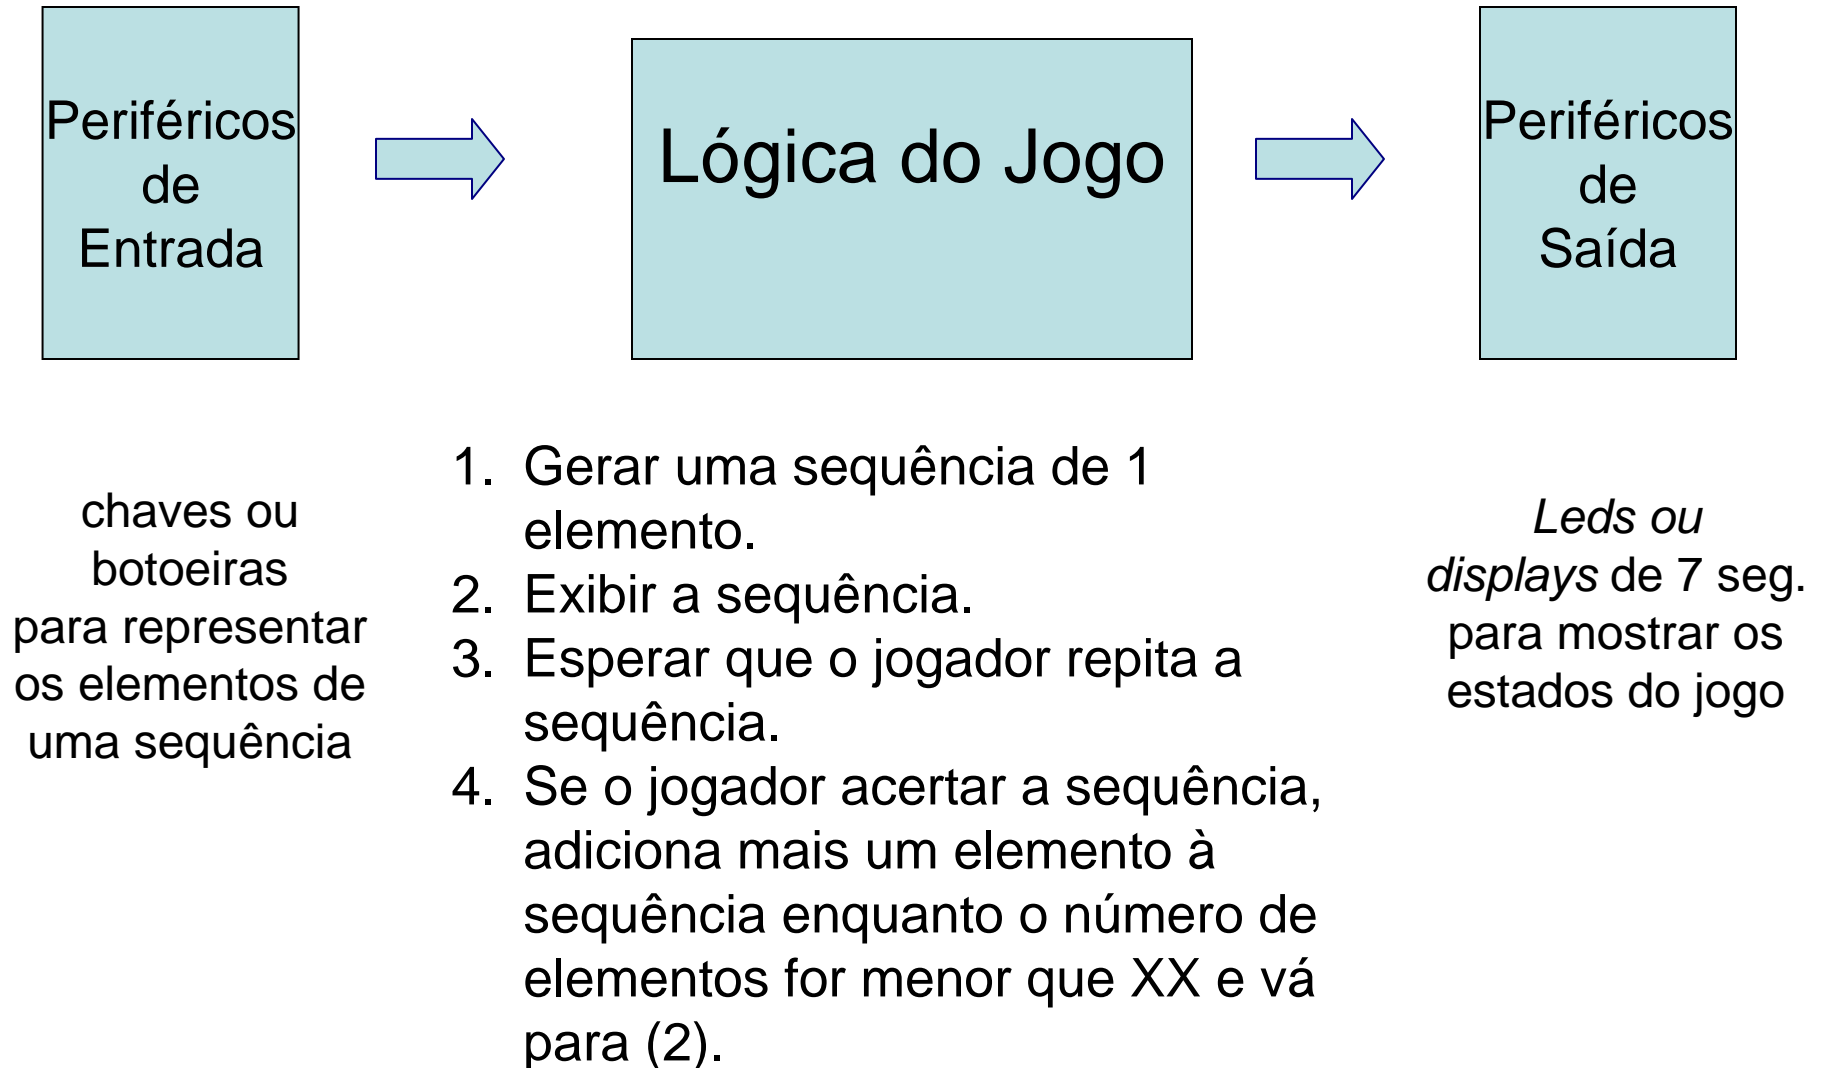 Periféricos
de
Entrada
Lógica do Jogo
Periféricos
de
Saída
chaves ou
botoeiras
para representar
os elementos de
uma sequência
1. Gerar uma sequência de 1
elemento.
2. Exibir a sequência.
3. Esperar que o jogador repita a
sequência.
4. Se o jogador acertar a sequência,
adiciona mais um elemento à
sequência enquanto o número de
elementos for menor que XX e vá
para (2).
Leds ou
displays de 7 seg.
para mostrar os
estados do jogo